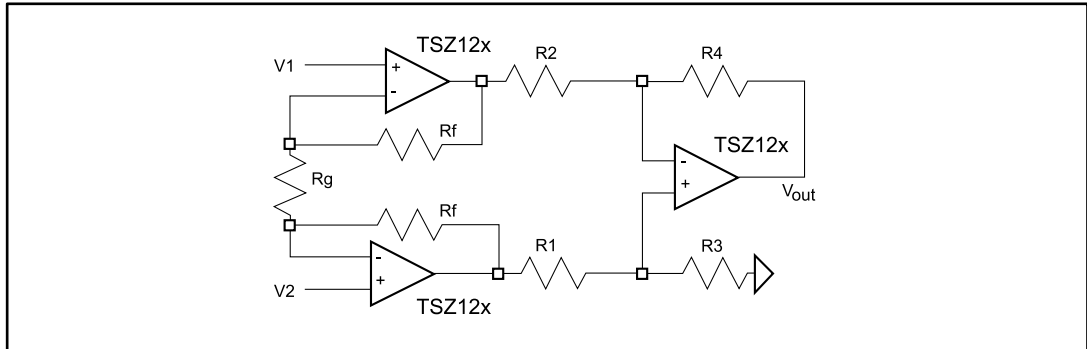 TSZ12x
V1
+
-
R2
R4
Rf
TSZ12x
-
+
Vout
Rg
Rf
-
+
V2
TSZ12x
R1
R3